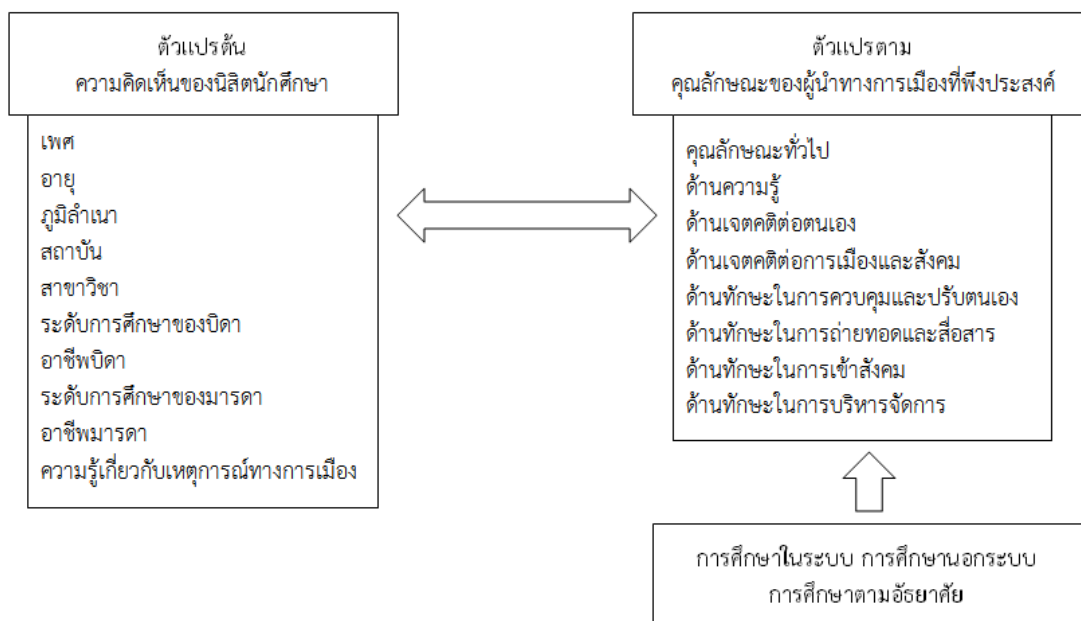 ตัวแปรต้น
ความคิดเห็นของนิสิตนักศึกษา
เพศ
อายุ
ภูมิลำเนา
สถาบัน
สาขาวิชา
ระดับการศึกษาของบิดา
อาชีพบิดา
ระดับการศึกษาของมารดา
อาชีพมารดา
ความรู้เกี่ยวกับเหตุการณ์ทางการเมือง
ตัวแปรตาม
คุณลักษณะของผู้นำทางการเมืองที่พึงประสงค์
คุณลักษณะทั่วไป
ด้านความรู้
ด้านเจตคติต่อตนเอง
ด้านเจตคติต่อการเมืองและสังคม
ด้านทักษะในการควบคุมและปรับตนเอง
ด้านทักษะในการถ่ายทอดและสื่อสาร
ด้านทักษะในการเข้าสังคม
ด้านทักษะในการบริหารจัดการ
การศึกษาในระบบ การศึกษานอกระบบ
การศึกษาตามอัธยาศัย